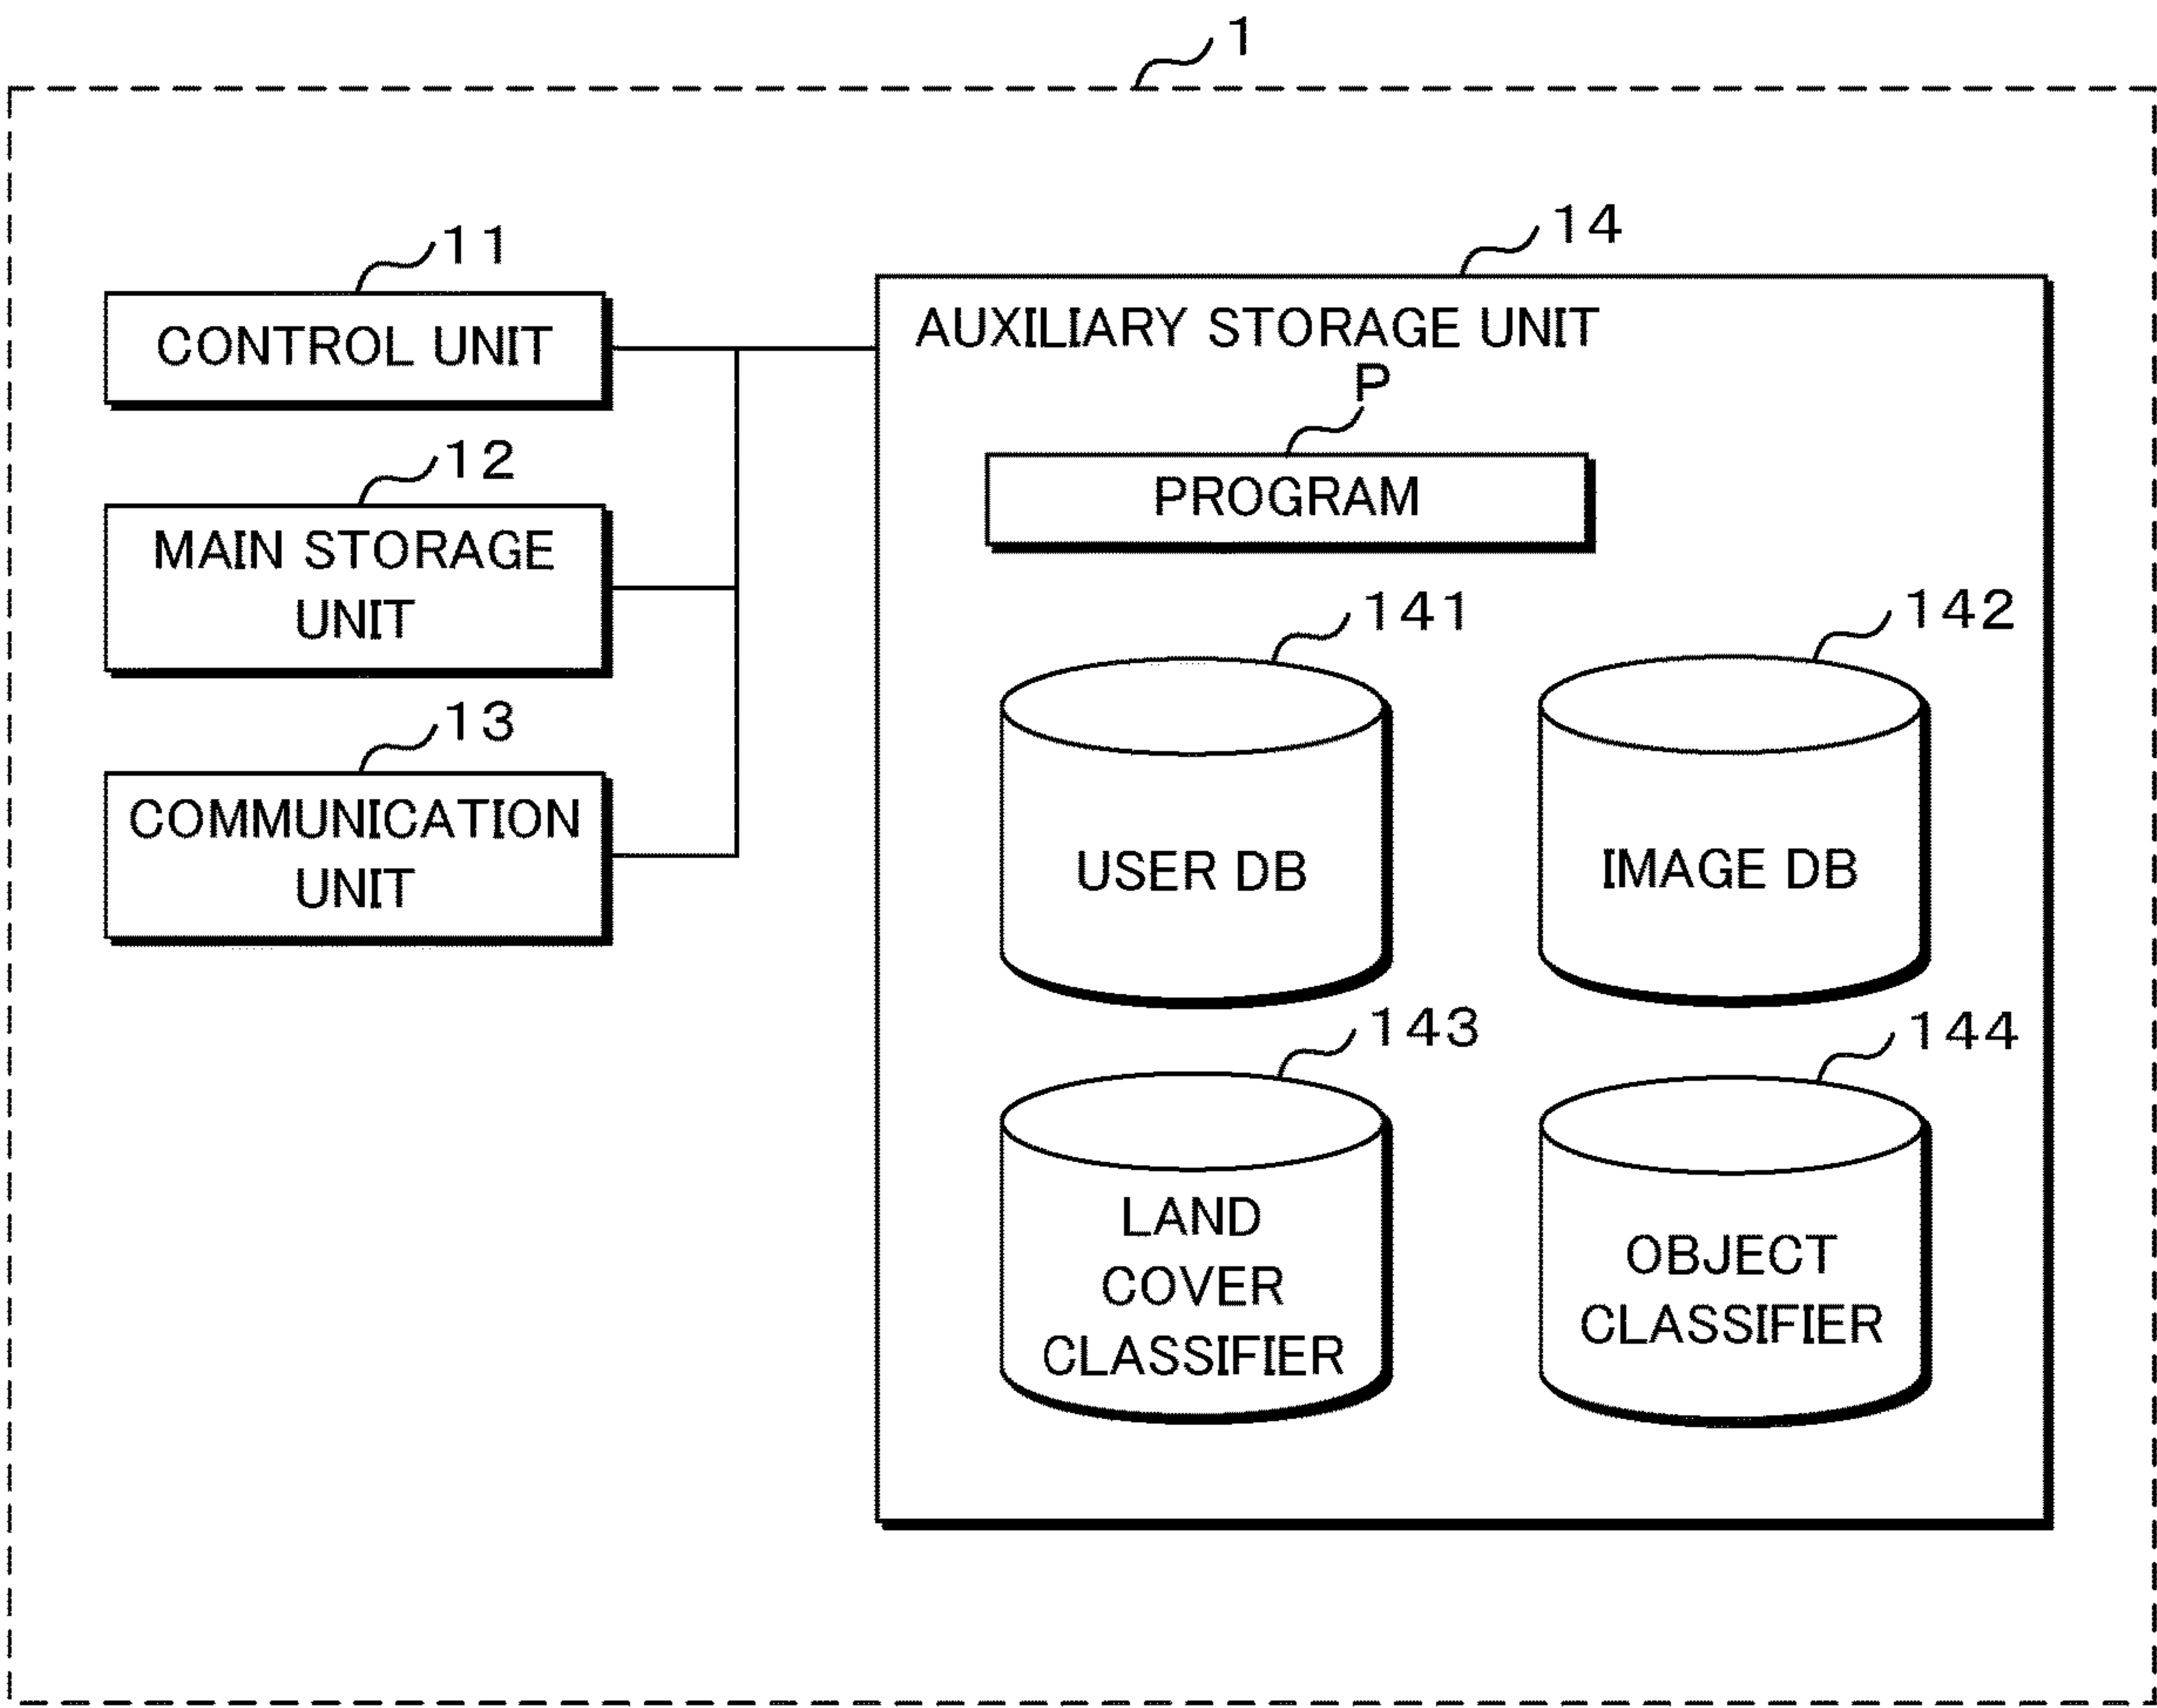 1
11
CONTROL UNIT
12
MAIN STORAGE
UNIT
13
COMMUNICATION
UNIT
14
AUXILIARY STORAGE UNIT
P
PROGRAM
141
USER DB
142
IMAGE DB
143
LAND
COVER
CLASSIFIER
144
OBJECT
CLASSIFIER